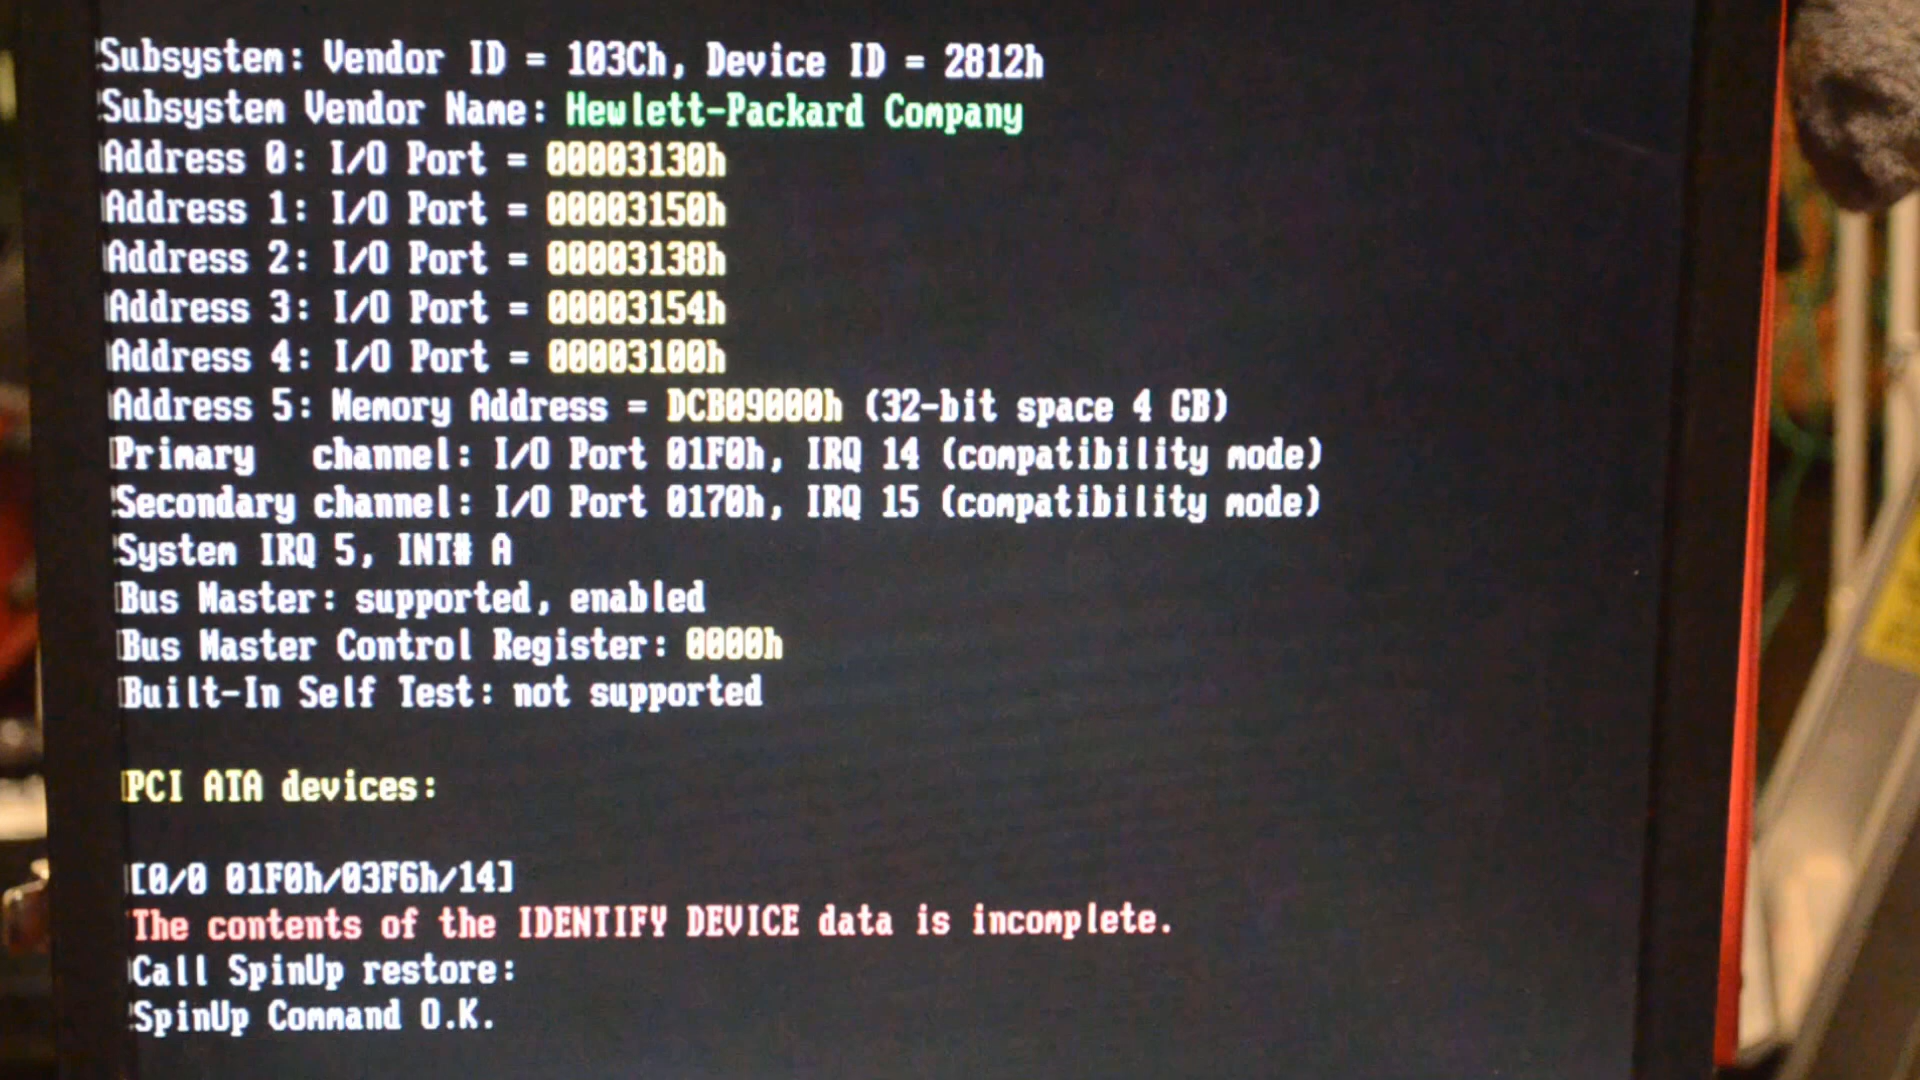 Subsystem: Vendor ID = 103Ch, Device ID = 2812h
Subsystem Vendor Name: Hewlett-Packard Company
Address 0: I/O Port = 00003130h
Address 1: I/O Port = 00003150h
Address 2: I/O Port = 00003138h
Address 3: I/O Port = 00003154h
Address 4: I/O Port = 00003100h
Address 5: Memory Address = DCB09000h (32-bit space 4 GB)
Primary channel: I/O Port 01F0h, IRQ 14 (compatibility mode)
Secondary channel: I/O Port 0170h, IRQ 15 (compatibility mode)
System IRQ 5, INT# A
Bus Master: supported, enabled
Bus Master Control Register: 0000h
Built-In Self Test: not supported
PCI ATA devices:
[0/0 01F0h/03F6h/14]
The contents of the IDENTIFY DEVICE data is incomplete.
Call SpinUp restore:
SpinUp Command O.K.